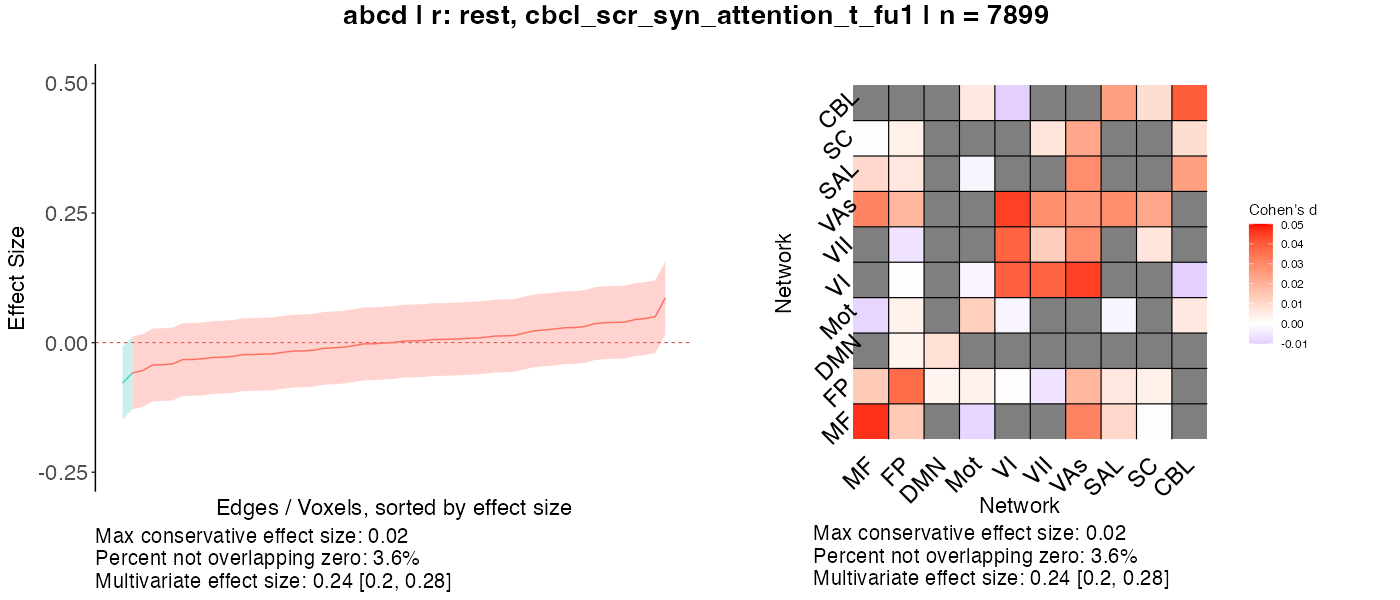 abcd | r: rest, cbcl_scr_syn_attention_t_fu1 | n = 7899
0.50
0.25
0.00
-0.25
Effect Size
Edges / Voxels, sorted by effect size
Max conservative effect size: 0.02
Percent not overlapping zero: 3.6%
Multivariate effect size: 0.24 [0.2, 0.28]
Network
CBL
SC
SAL
VAs
VII
VI
Mot
DMN
FP
MF
MF FP DMN Mot VI VII VAs SAL SC CBL
Network
Max conservative effect size: 0.02
Percent not overlapping zero: 3.6%
Multivariate effect size: 0.24 [0.2, 0.28]
Cohen's d
0.05
0.04
0.03
0.02
0.01
0.00
-0.01